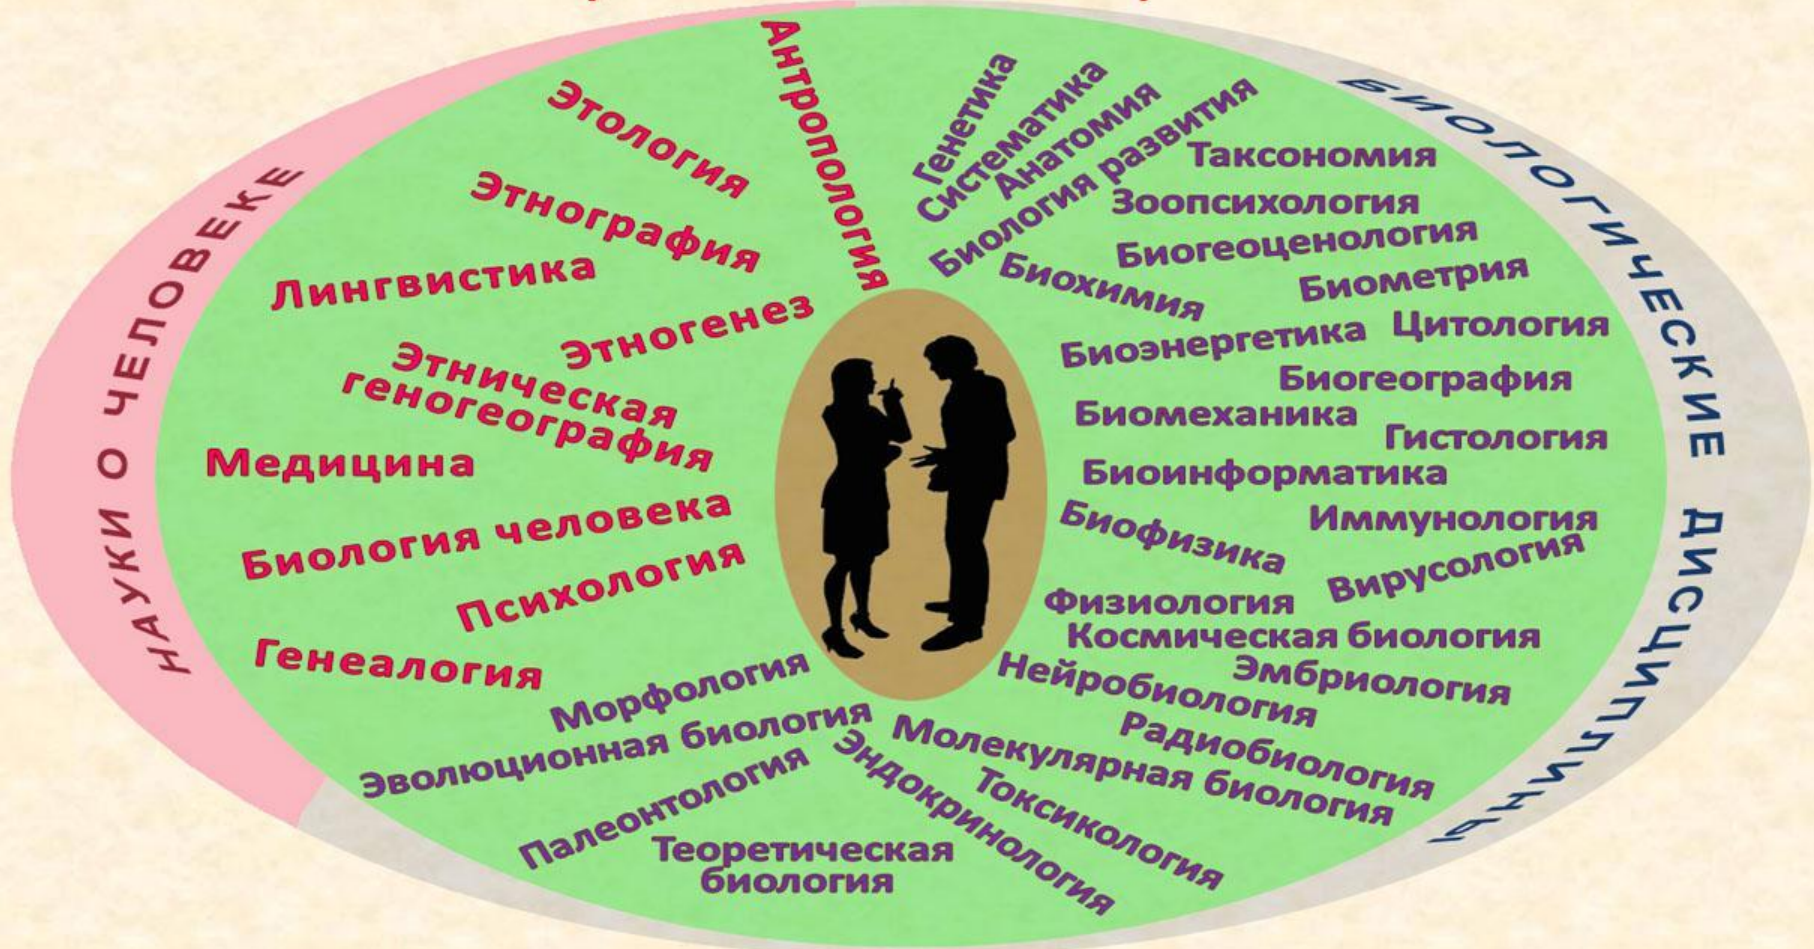 НАУКИ О ЧЕЛОВЕКЕ
Антропология
Этология
Этнография
Лингвистика
Этногенез
Этническая
геногеография
Медицина
Биология человека
Психология
Генеалогия
БИОЛОГИЧЕСКИЕ ДИСЦИПЛИНЫ
Генетика
Систематика
Анатомия
Биология развития
Таксономия
Зоопсихология
Биогеоценология
Биохимия
Биометрия
Биоэнергетика
Цитология
Биогеография
Биомеханика
Гистология
Биоинформатика
Иммунология
Биофизика
Вирусология
Физиология
Космическая биология
Эмбриология
Нейробиология
Радиобиология
Молекулярная биология
Токсикология
Эндокринология
Морфология
Эволюционная биология
Палеонтология
Теоретическая
биология